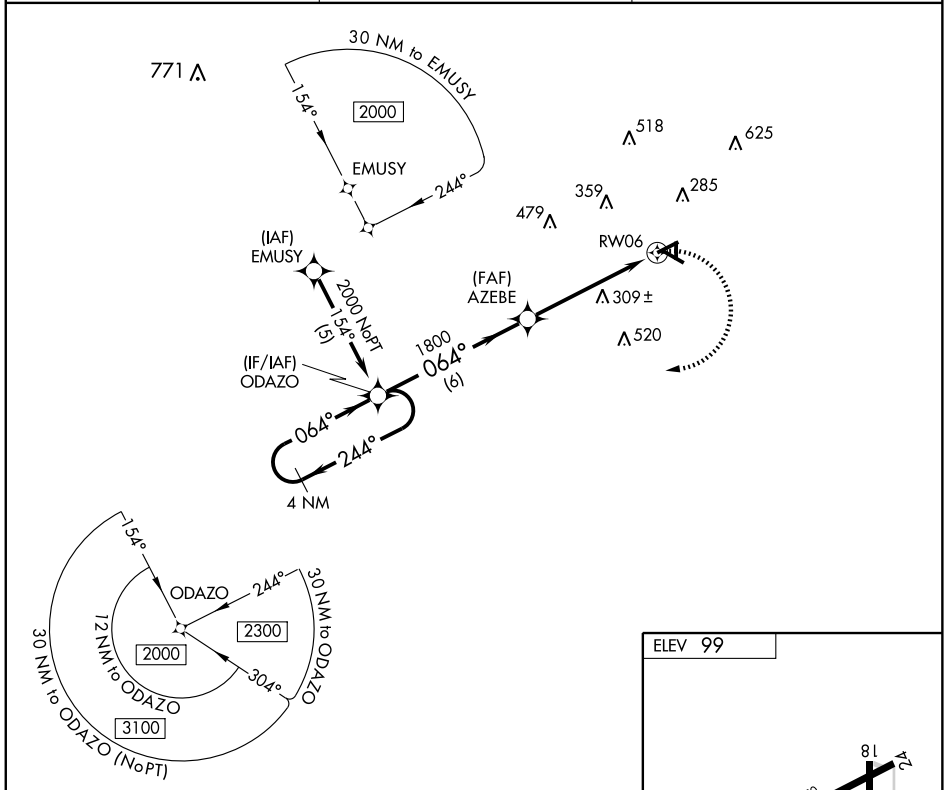 771
30 NM to EMUSY
154°
2000
EMUSY
244°
518
625
359
285
479
RW06
(IAF)
EMUSY
(FAF)
AZEBE
309 ±
520
2000 NoPT
154°
(5)
1800
064°
(6)
(IF/IAF)
ODAZO
064°
244°
4 NM
154°
ODAZO
244°
30 NM to ODAZO
2300
12 NM to ODAZO
2000
304°
30 NM to ODAZO (NoPT)
3100
ELEV 99
18
24